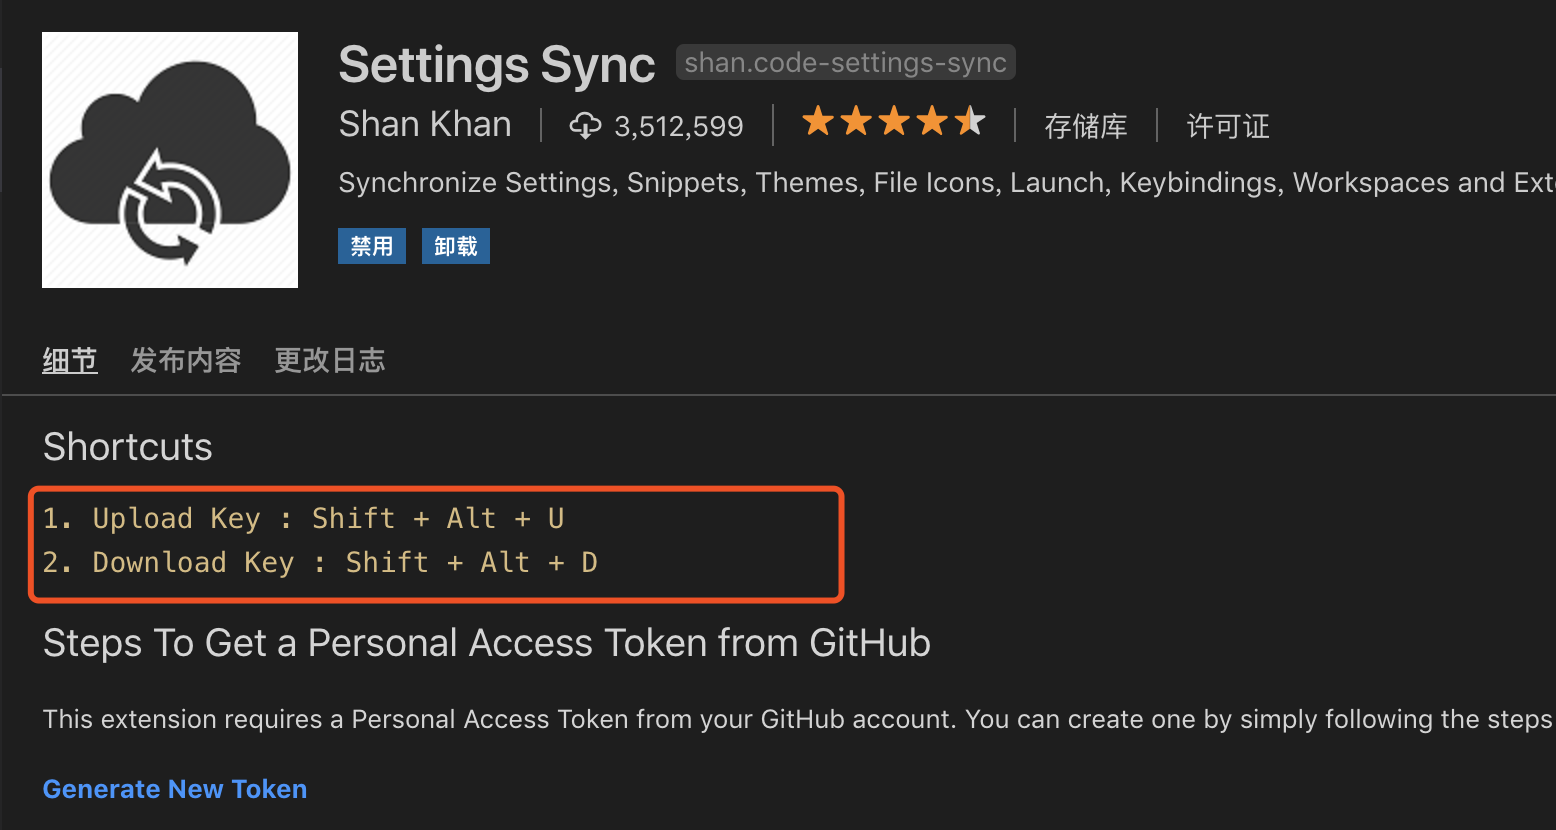 Settings Sync shan.code-settings-sync
Shan Khan 3,512,599 存储库 许可证
Synchronize Settings, Snippets, Themes, File Icons, Launch, Keybindings, Workspaces and Ext
禁用 卸载
细节 发布内容 更改日志
Shortcuts
1. Upload Key : Shift + Alt + U
2. Download Key : Shift + Alt + D
Steps To Get a Personal Access Token from GitHub
This extension requires a Personal Access Token from your GitHub account. You can create one by simply following the steps
Generate New Token